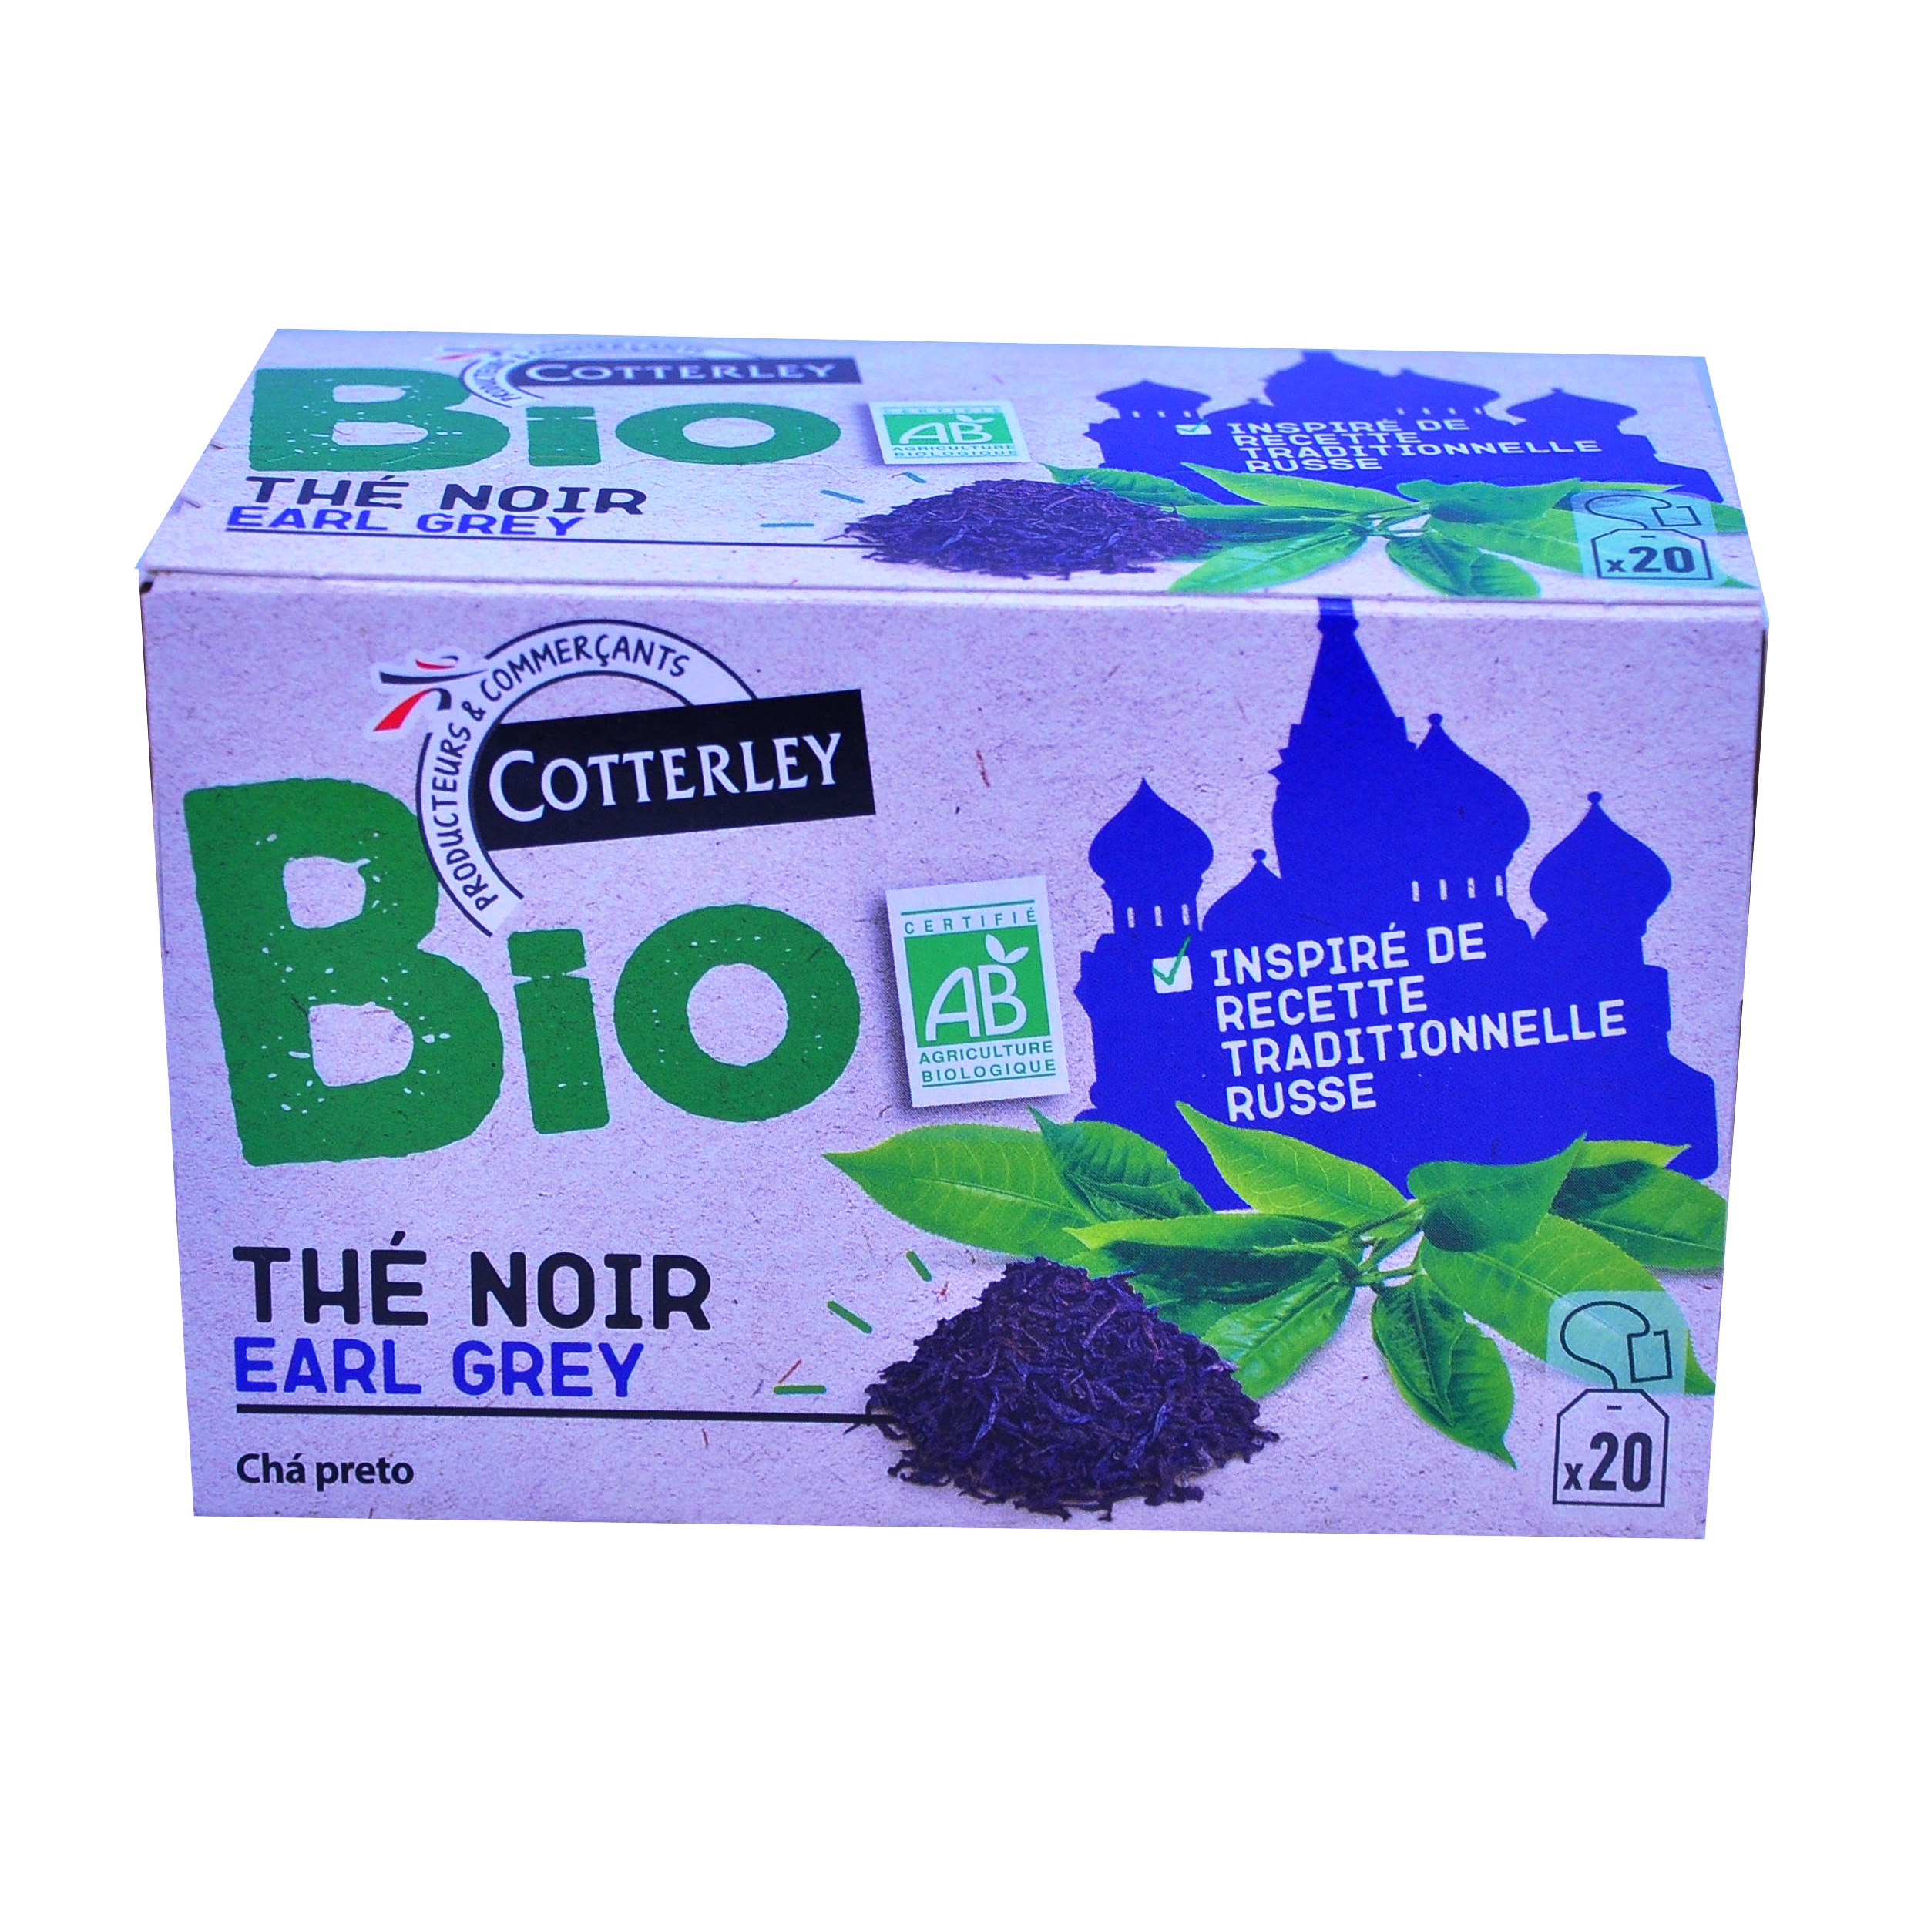 COTTERLEY
Bio
CERTIFIÉ
AB
AGRICULTURE
BIOLOGIQUE
INSPIRÉ DE
RECETTE
TRADITIONNELLE
RUSSE
THÉ NOIR
EARL GREY
x20
PRODUCTEURS & COMMERÇANTS
COTTERLEY
Bio
CERTIFIÉ
AB
AGRICULTURE
BIOLOGIQUE
INSPIRÉ DE
RECETTE
TRADITIONNELLE
RUSSE
THÉ NOIR
EARL GREY
Chá preto
x20